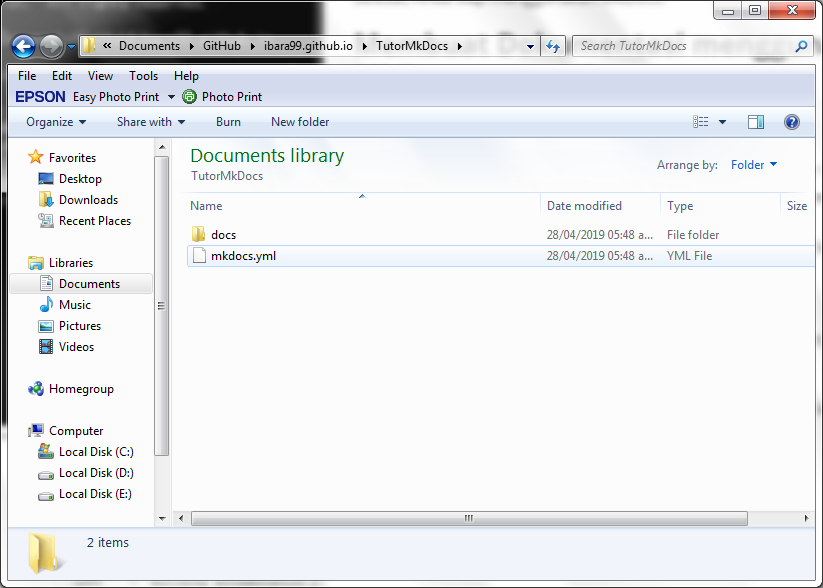 « Documents ▸ GitHub ▸ ibara99.github.io ▸ TutorMkDocs ▸
Search TutorMkDocs
File Edit View Tools Help
EPSON Easy Photo Print Photo Print
Organize Share with Burn New folder
Favorites
Desktop
Downloads
Recent Places
Libraries
Documents
Music
Pictures
Videos
Homegroup
Computer
Local Disk (C:)
Local Disk (D:)
Local Disk (E:)
Documents library
TutorMkDocs
Arrange by: Folder
Name Date modified Type Size
docs 28/04/2019 05:48 a... File folder
mkdocs.yml 28/04/2019 05:48 a... YML File
2 items